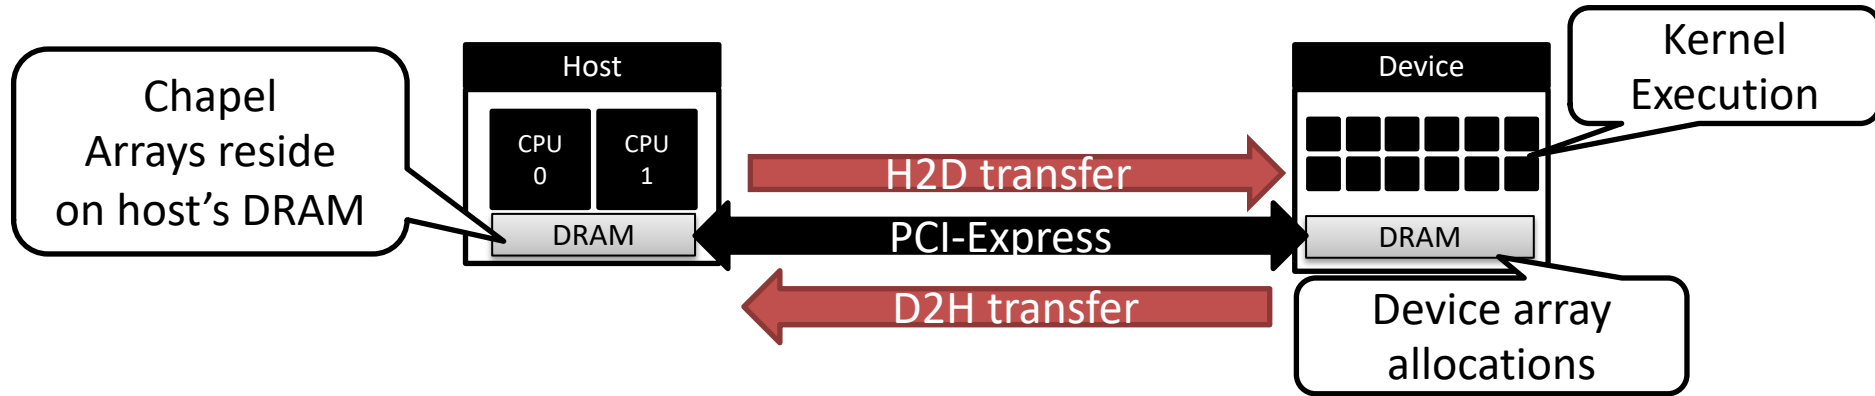 Chapel
Arrays reside
on host’s DRAM
Host
CPU
0
CPU
1
DRAM
H2D transfer
PCI-Express
D2H transfer
Device
DRAM
Kernel
Execution
Device array
allocations